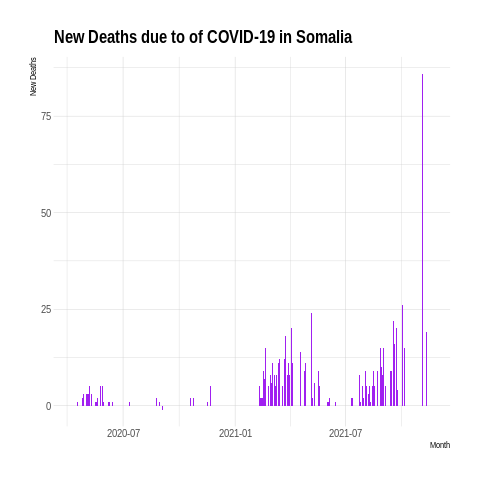 New Deaths due to of COVID-19 in Somalia
New Deaths
75
50
25
0
2020-07
2021-01
2021-07
Month